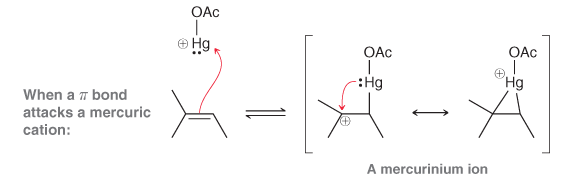 OAc
⊕ Hg
When a π bond
attacks a mercuric
cation:
OAc
:Hg
⊕
OAc
⊕
Hg
A mercurinium ion